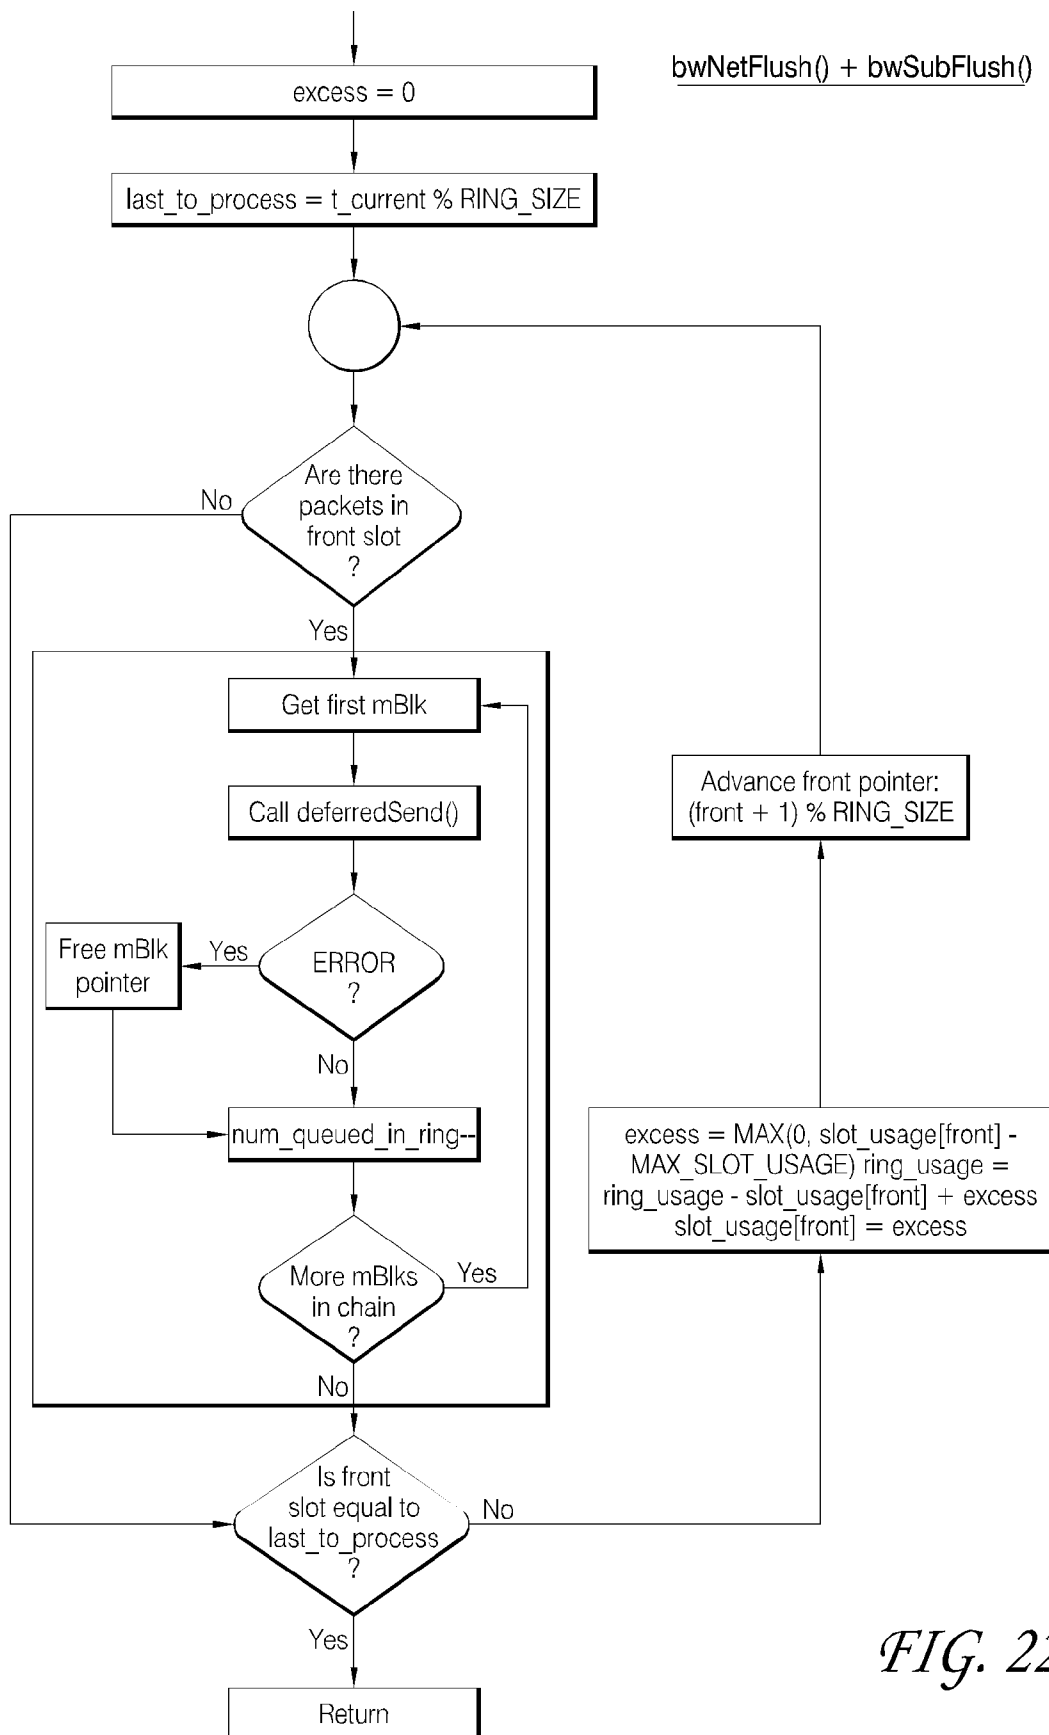 bwNetFlush() + bwSubFlush()
excess = 0
last_to_process = t_current % RING_SIZE
Are there
packets in
front slot
?
No
Yes
Get first mBlk
Call deferredSend()
Advance front pointer:
(front + 1) % RING_SIZE
ERROR
?
Yes
Free mBlk
pointer
No
num_queued_in_ring--
excess = MAX(0, slot_usage[front] -
MAX_SLOT_USAGE) ring_usage =
ring_usage - slot_usage[front] + excess
slot_usage[front] = excess
More mBlks
in chain
?
Yes
No
Is front
slot equal to
last_to_process
?
No
Yes
Return
FIG. 22